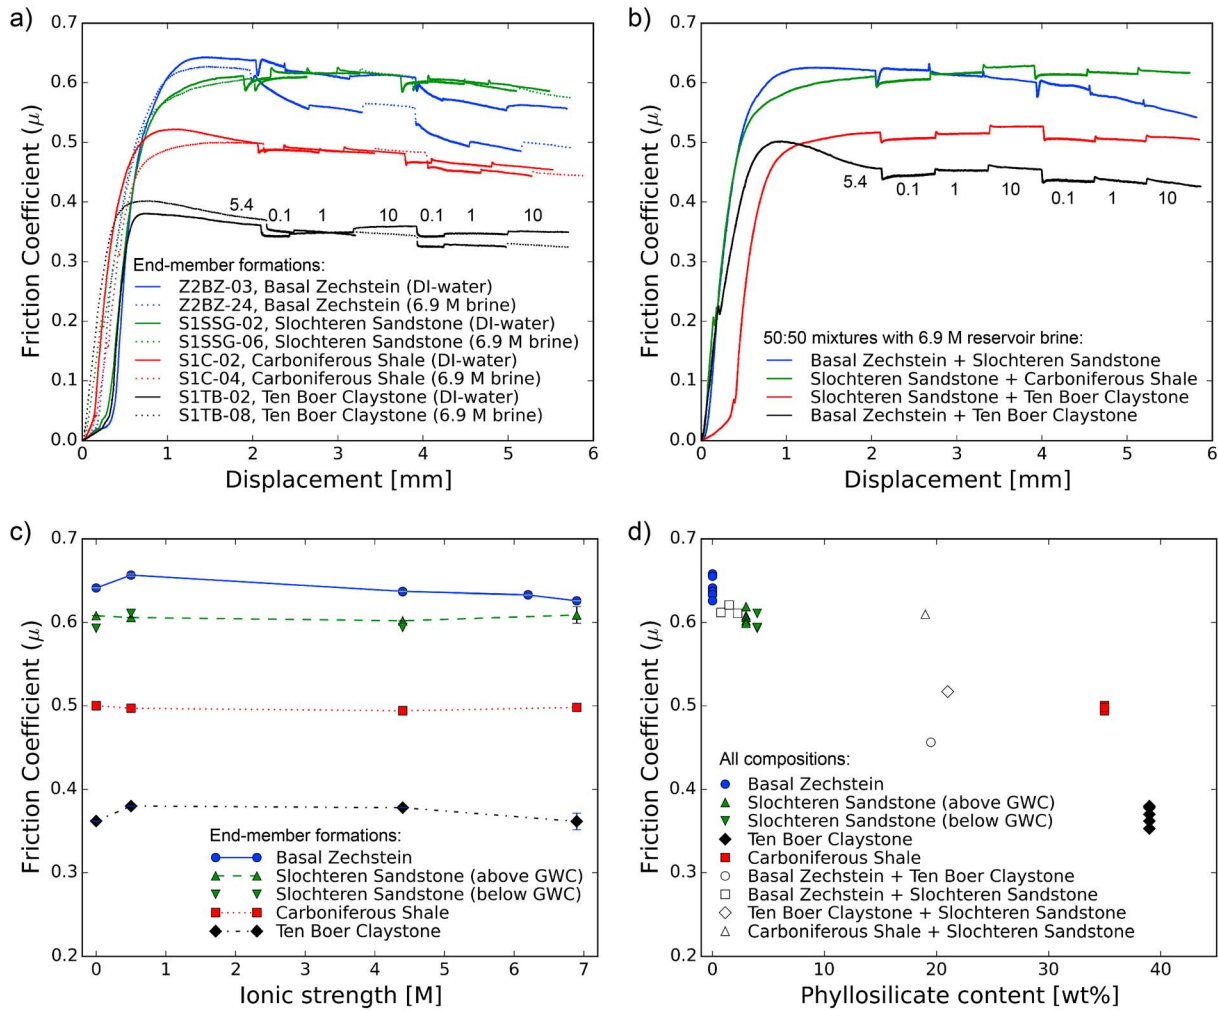 a)
0.7
0.6
0.5
0.4
0.3
0.2
0.1
0.0
Friction Coefficient (μ)
5.4
0.1
1
10
0.1
1
10
End-member formations:
Z2BZ-03, Basal Zechstein (DI-water)
Z2BZ-24, Basal Zechstein (6.9 M brine)
S1SSG-02, Slochteren Sandstone (DI-water)
S1SSG-06, Slochteren Sandstone (6.9 M brine)
S1C-02, Carboniferous Shale (DI-water)
S1C-04, Carboniferous Shale (6.9 M brine)
S1TB-02, Ten Boer Claystone (DI-water)
S1TB-08, Ten Boer Claystone (6.9 M brine)
0 1 2 3 4 5 6
Displacement [mm]
b)
0.7
0.6
0.5
0.4
0.3
0.2
0.1
0.0
Friction Coefficient (μ)
5.4
0.1
1
10
0.1
1
10
50:50 mixtures with 6.9 M reservoir brine:
Basal Zechstein + Slochteren Sandstone
Slochteren Sandstone + Carboniferous Shale
Slochteren Sandstone + Ten Boer Claystone
Basal Zechstein + Ten Boer Claystone
0 1 2 3 4 5 6
Displacement [mm]
c)
0.7
0.6
0.5
0.4
0.3
0.2
Friction Coefficient (μ)
End-member formations:
Basal Zechstein
Slochteren Sandstone (above GWC)
Slochteren Sandstone (below GWC)
Carboniferous Shale
Ten Boer Claystone
0 1 2 3 4 5 6 7
Ionic strength [M]
d)
0.7
0.6
0.5
0.4
0.3
0.2
Friction Coefficient (μ)
All compositions:
Basal Zechstein
Slochteren Sandstone (above GWC)
Slochteren Sandstone (below GWC)
Ten Boer Claystone
Carboniferous Shale
Basal Zechstein + Ten Boer Claystone
Basal Zechstein + Slochteren Sandstone
Ten Boer Claystone + Slochteren Sandstone
Carboniferous Shale + Slochteren Sandstone
0 10 20 30 40
Phyllosilicate content [wt%]